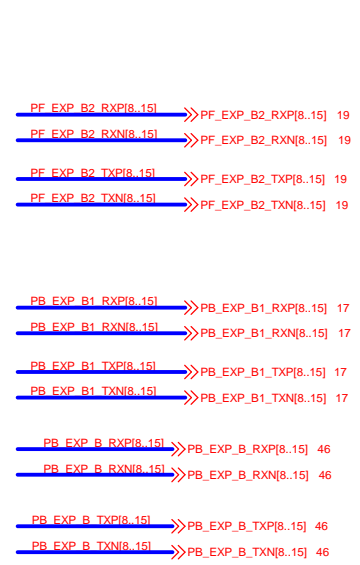 PF_EXP_B2_RXP[8..15] PF_EXP_B2_RXP[8..15] 19
PF_EXP_B2_RXN[8..15] PF_EXP_B2_RXN[8..15] 19
PF_EXP_B2_TXP[8..15] PF_EXP_B2_TXP[8..15] 19
PF_EXP_B2_TXN[8..15] PF_EXP_B2_TXN[8..15] 19
PB_EXP_B1_RXP[8..15] PB_EXP_B1_RXP[8..15] 17
PB_EXP_B1_RXN[8..15] PB_EXP_B1_RXN[8..15] 17
PB_EXP_B1_TXP[8..15] PB_EXP_B1_TXP[8..15] 17
PB_EXP_B1_TXN[8..15] PB_EXP_B1_TXN[8..15] 17
PB_EXP_B_RXP[8..15] PB_EXP_B_RXP[8..15] 46
PB_EXP_B_RXN[8..15] PB_EXP_B_RXN[8..15] 46
PB_EXP_B_TXP[8..15] PB_EXP_B_TXP[8..15] 46
PB_EXP_B_TXN[8..15] PB_EXP_B_TXN[8..15] 46